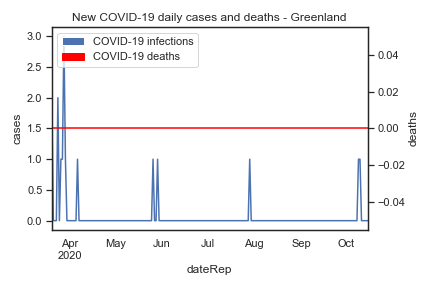 New COVID-19 daily cases and deaths - Greenland
COVID-19 infections
COVID-19 deaths
3.0
2.5
2.0
1.5
1.0
0.5
0.0
cases
0.04
0.02
0.00
−0.02
−0.04
deaths
Apr May Jun Jul Aug Sep Oct
2020
dateRep